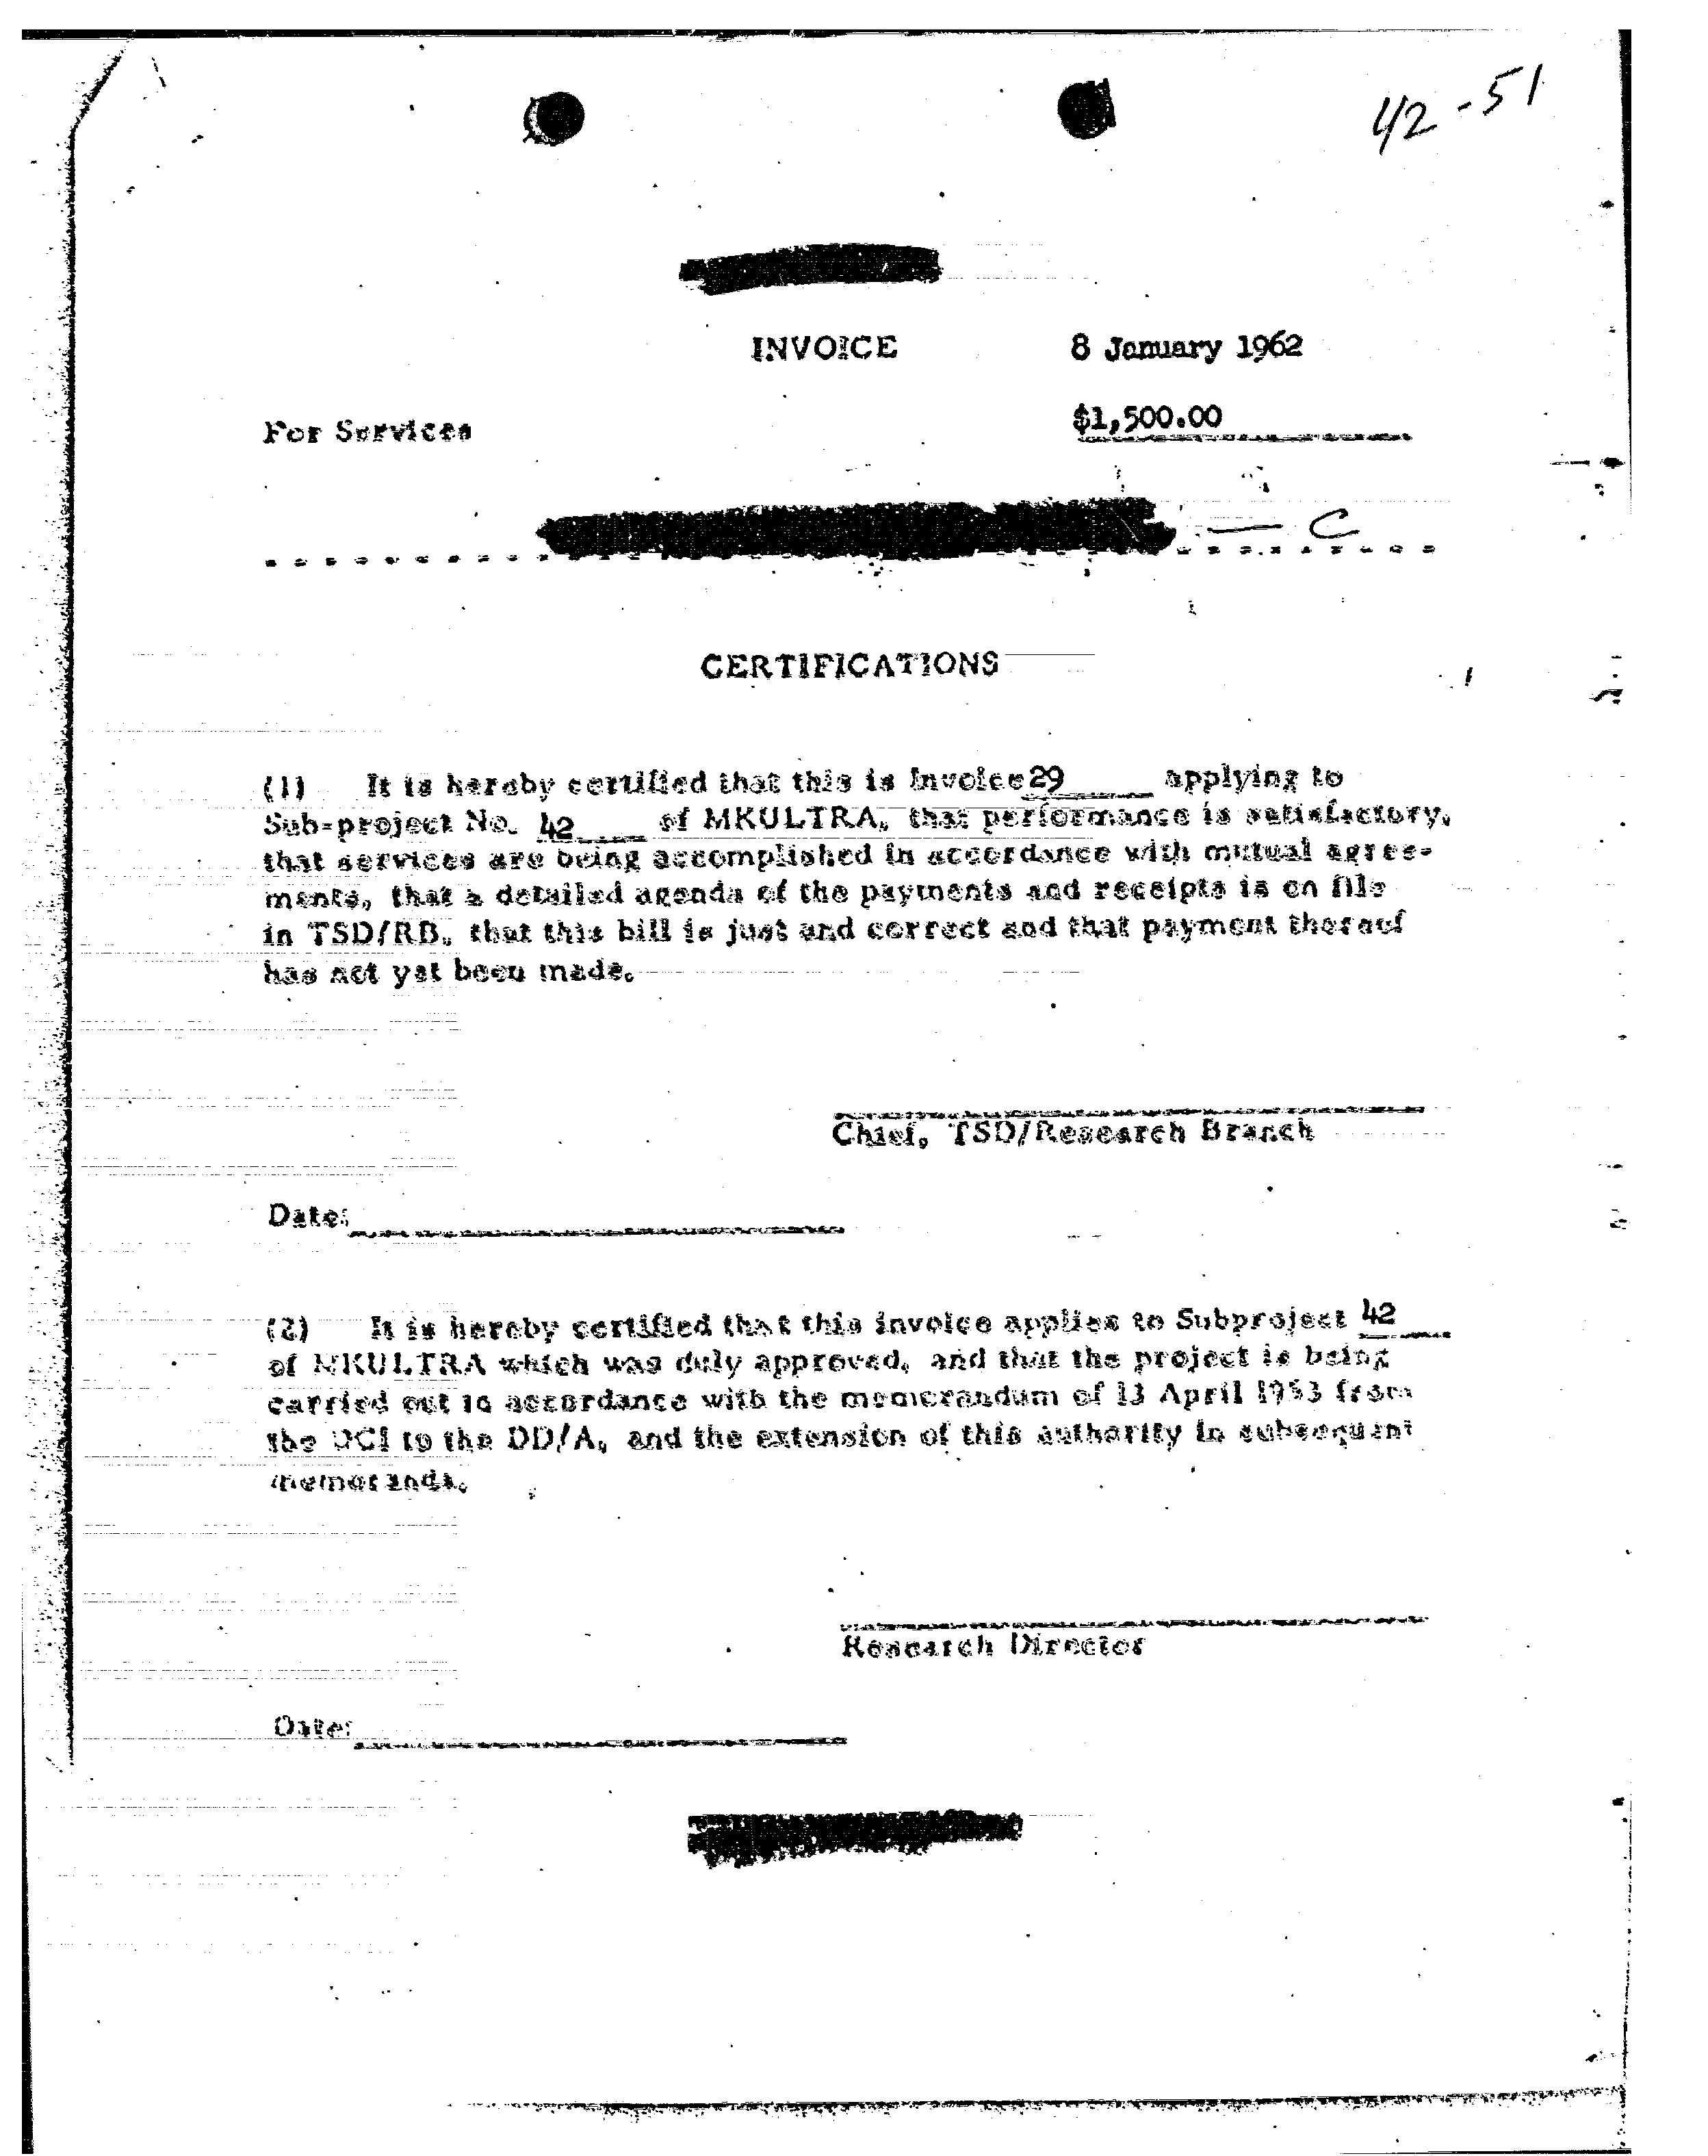 42-51
INVOICE 8 January 1962
For Services $1,500.00
C
CERTIFICATIONS
(1) It is hereby certified that this is Invoice 29 applying to
Sub-project No. 42 of MKULTRA, that performance is satisfactory,
that services are being accomplished in accordance with mutual agree-
ments, that a detailed agenda of the payments and receipts is on file
in TSD/RB, that this bill is just and correct and that payment thereof
has not yet been made.
Chief, TSD/Research Branch
Date:
(2) It is hereby certified that this invoice applies to Subproject 42
of MKULTRA which was duly approved, and that the project is being
carried out in accordance with the memorandum of 13 April 1953 from
the DCI to the DD/A, and the extension of this authority in subsequent
memoranda.
Research Director
Date: